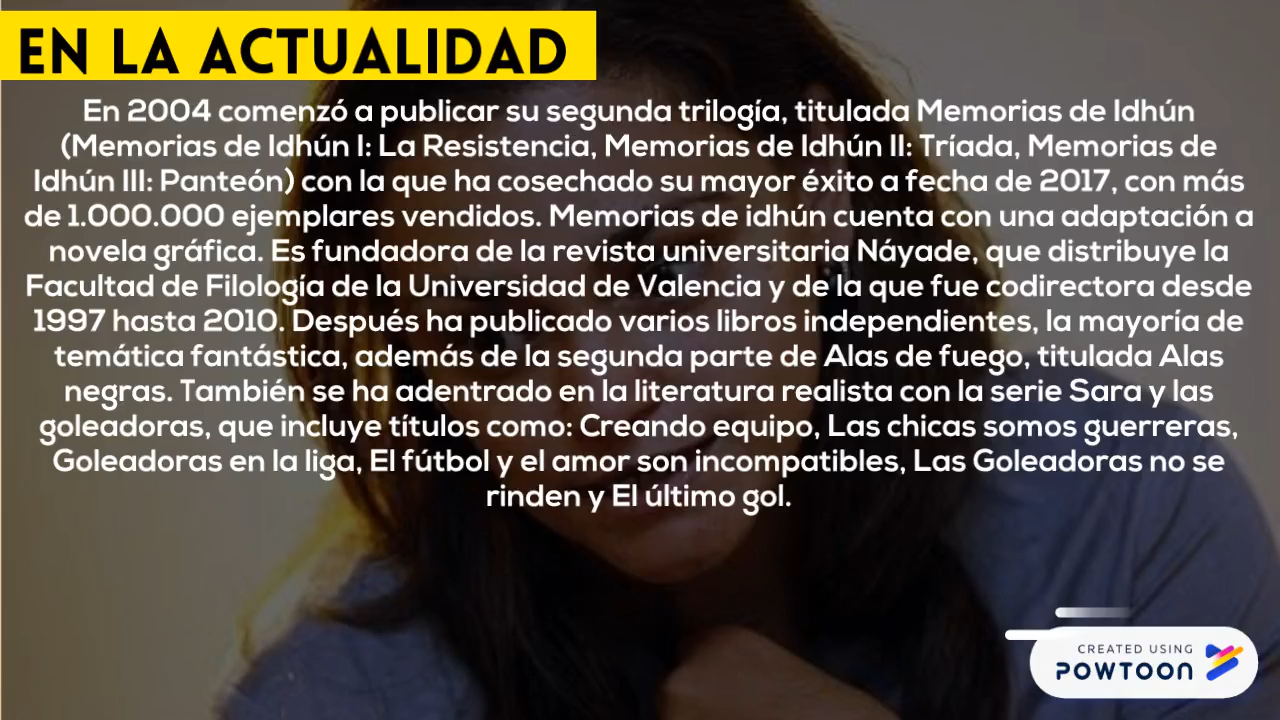 EN LA ACTUALIDAD
En 2004 comenzó a publicar su segunda trilogía, titulada Memorias de Idhún
(Memorias de Idhún I: La Resistencia, Memorias de Idhún II: Tríada, Memorias de
Idhún III: Panteón) con la que ha cosechado su mayor éxito a fecha de 2017, con más
de 1.000.000 ejemplares vendidos. Memorias de idhún cuenta con una adaptación a
novela gráfica. Es fundadora de la revista universitaria Náyade, que distribuye la
Facultad de Filología de la Universidad de Valencia y de la que fue codirectora desde
1997 hasta 2010. Después ha publicado varios libros independientes, la mayoría de
temática fantástica, además de la segunda parte de Alas de fuego, titulada Alas
negras. También se ha adentrado en la literatura realista con la serie Sara y las
goleadoras, que incluye títulos como: Creando equipo, Las chicas somos guerreras,
Goleadoras en la liga, El fútbol y el amor son incompatibles, Las Goleadoras no se
rinden y El último gol.
CREATED USING
POWTOON